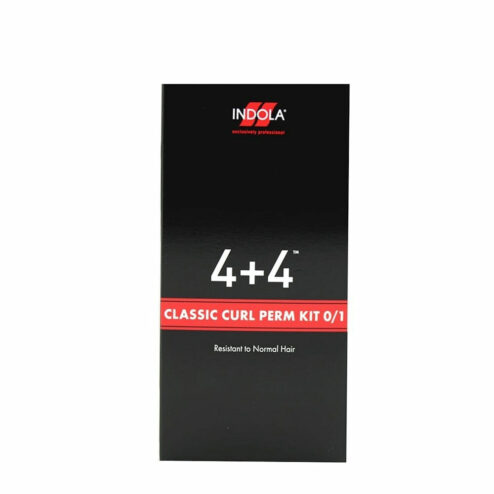 INDOLA®
exclusively professional
4+4™
CLASSIC CURL PERM KIT 0/1
Resistant to Normal Hair